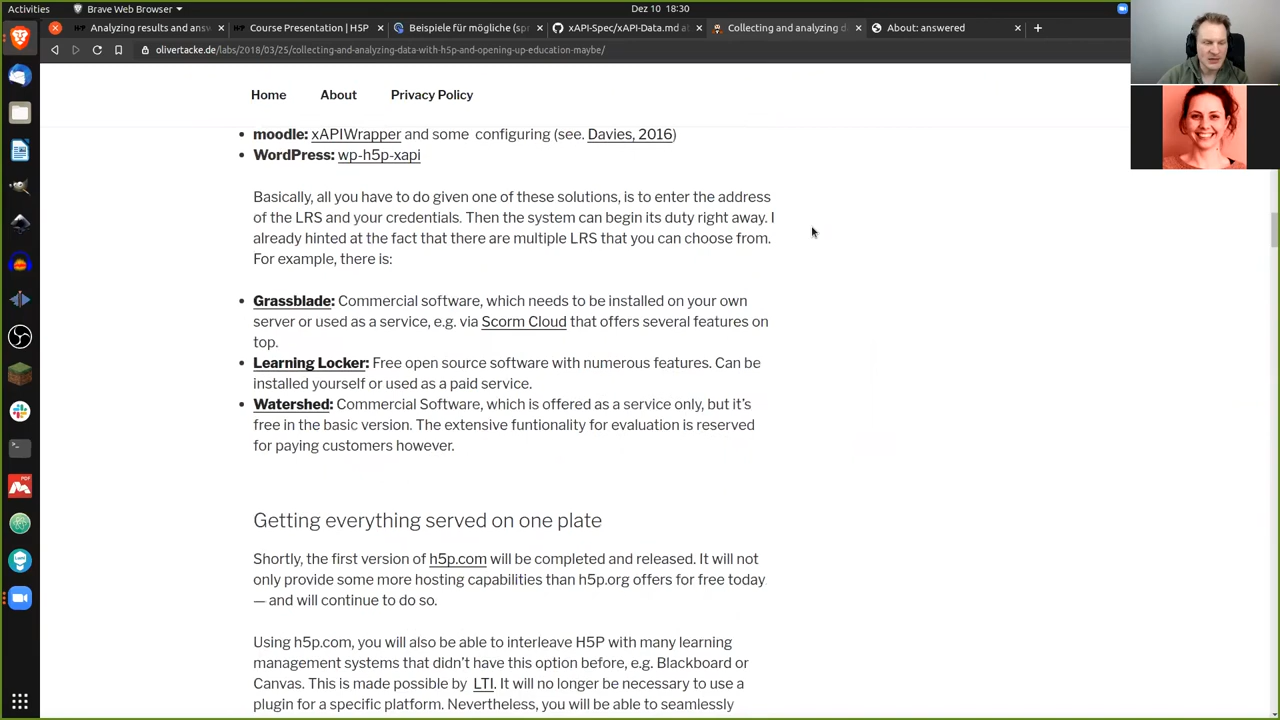 Activities
Brave Web Browser
Dez 10 18:30
Analyzing results and answ
Course Presentation | H5P
Beispiele für mögliche (spr
xAPI-Spec/xAPI-Data.md at
Collecting and analyzing da
About: answered
olivertacke.de/labs/2018/03/25/collecting-and-analyzing-data-with-h5p-and-opening-up-education-maybe/
Home About Privacy Policy
• moodle: xAPIWrapper and some configuring (see. Davies, 2016)
• WordPress: wp-h5p-xapi
Basically, all you have to do given one of these solutions, is to enter the address
of the LRS and your credentials. Then the system can begin its duty right away. I
already hinted at the fact that there are multiple LRS that you can choose from.
For example, there is:
• Grassblade: Commercial software, which needs to be installed on your own
server or used as a service, e.g. via Scorm Cloud that offers several features on
top.
• Learning Locker: Free open source software with numerous features. Can be
installed yourself or used as a paid service.
• Watershed: Commercial Software, which is offered as a service only, but it’s
free in the basic version. The extensive funtionality for evaluation is reserved
for paying customers however.
Getting everything served on one plate
Shortly, the first version of h5p.com will be completed and released. It will not
only provide some more hosting capabilities than h5p.org offers for free today
— and will continue to do so.
Using h5p.com, you will also be able to interleave H5P with many learning
management systems that didn’t have this option before, e.g. Blackboard or
Canvas. This is made possible by LTI. It will no longer be necessary to use a
plugin for a specific platform. Nevertheless, you will be able to seamlessly